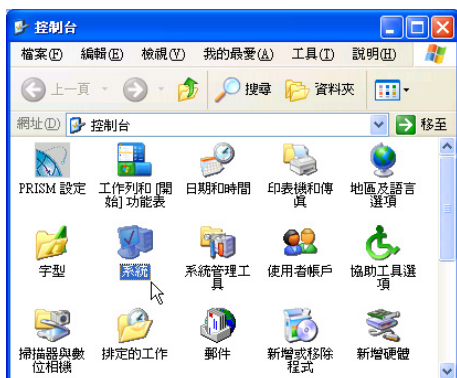 控制台
檔案(F) 編輯(E) 檢視(V) 我的最愛(A) 工具(T) 說明(H)
上一頁 搜尋 資料夾
網址(D) 控制台 移至
PRISM 設定 工作列和 [開 日期和時間 印表機和傳 地區及語言
始] 功能表 真 選項
字型 系統 系統管理工 使用者帳戶 協助工具選
具 項
掃描器與數 排定的工作 郵件 新增或移除 新增硬體
位相機 程式